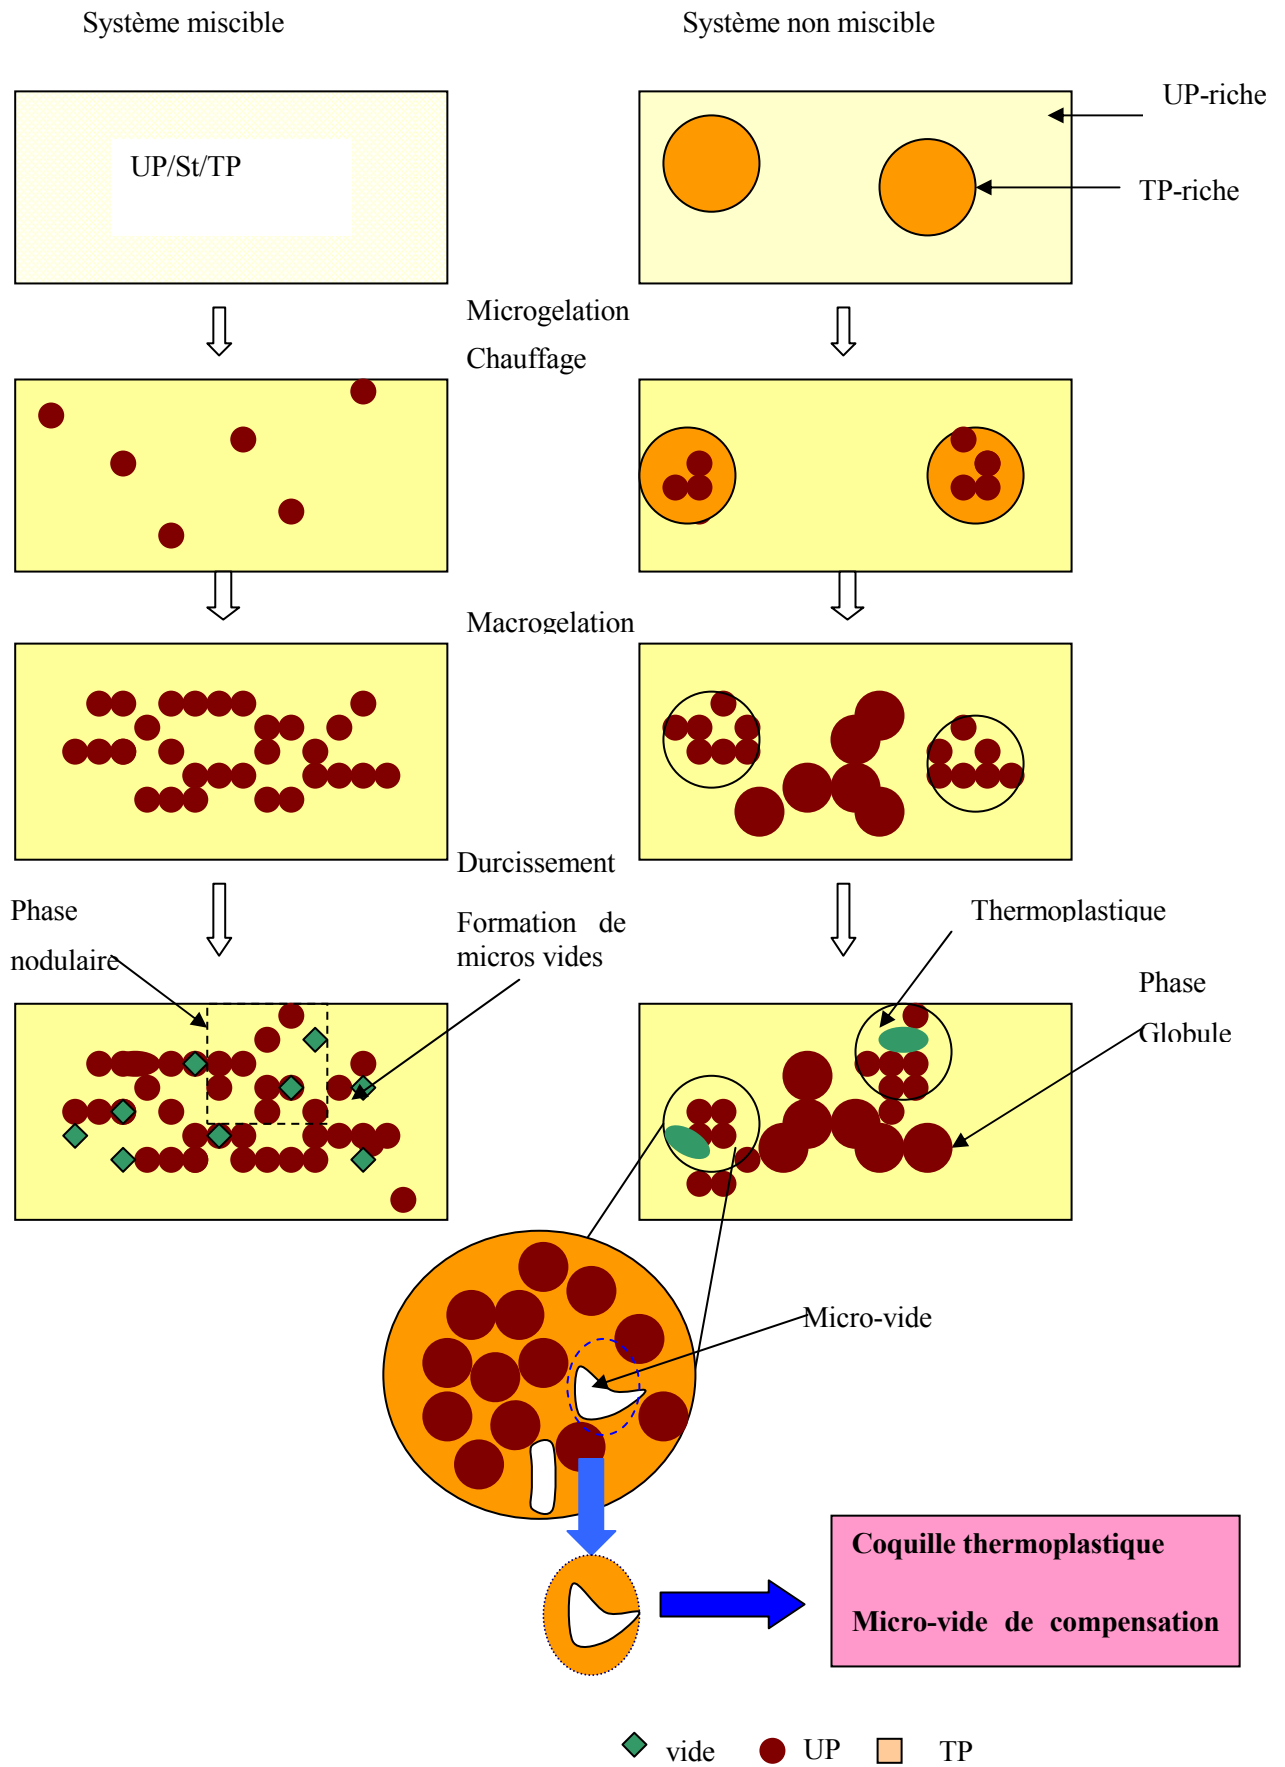 Système miscible
Système non miscible
UP-riche
UP/St/TP
TP-riche
Microgelation
Chauffage
Macrogelation
Durcissement
Phase
nodulaire
Formation de
micros vides
Thermoplastique
Phase
Globule
Micro-vide
Coquille thermoplastique
Micro-vide de compensation
vide
UP
TP